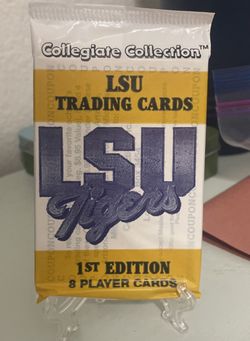 Collegiate Collection™
LSU
TRADING CARDS
LSU
Tigers
1ST EDITION
8 PLAYER CARDS